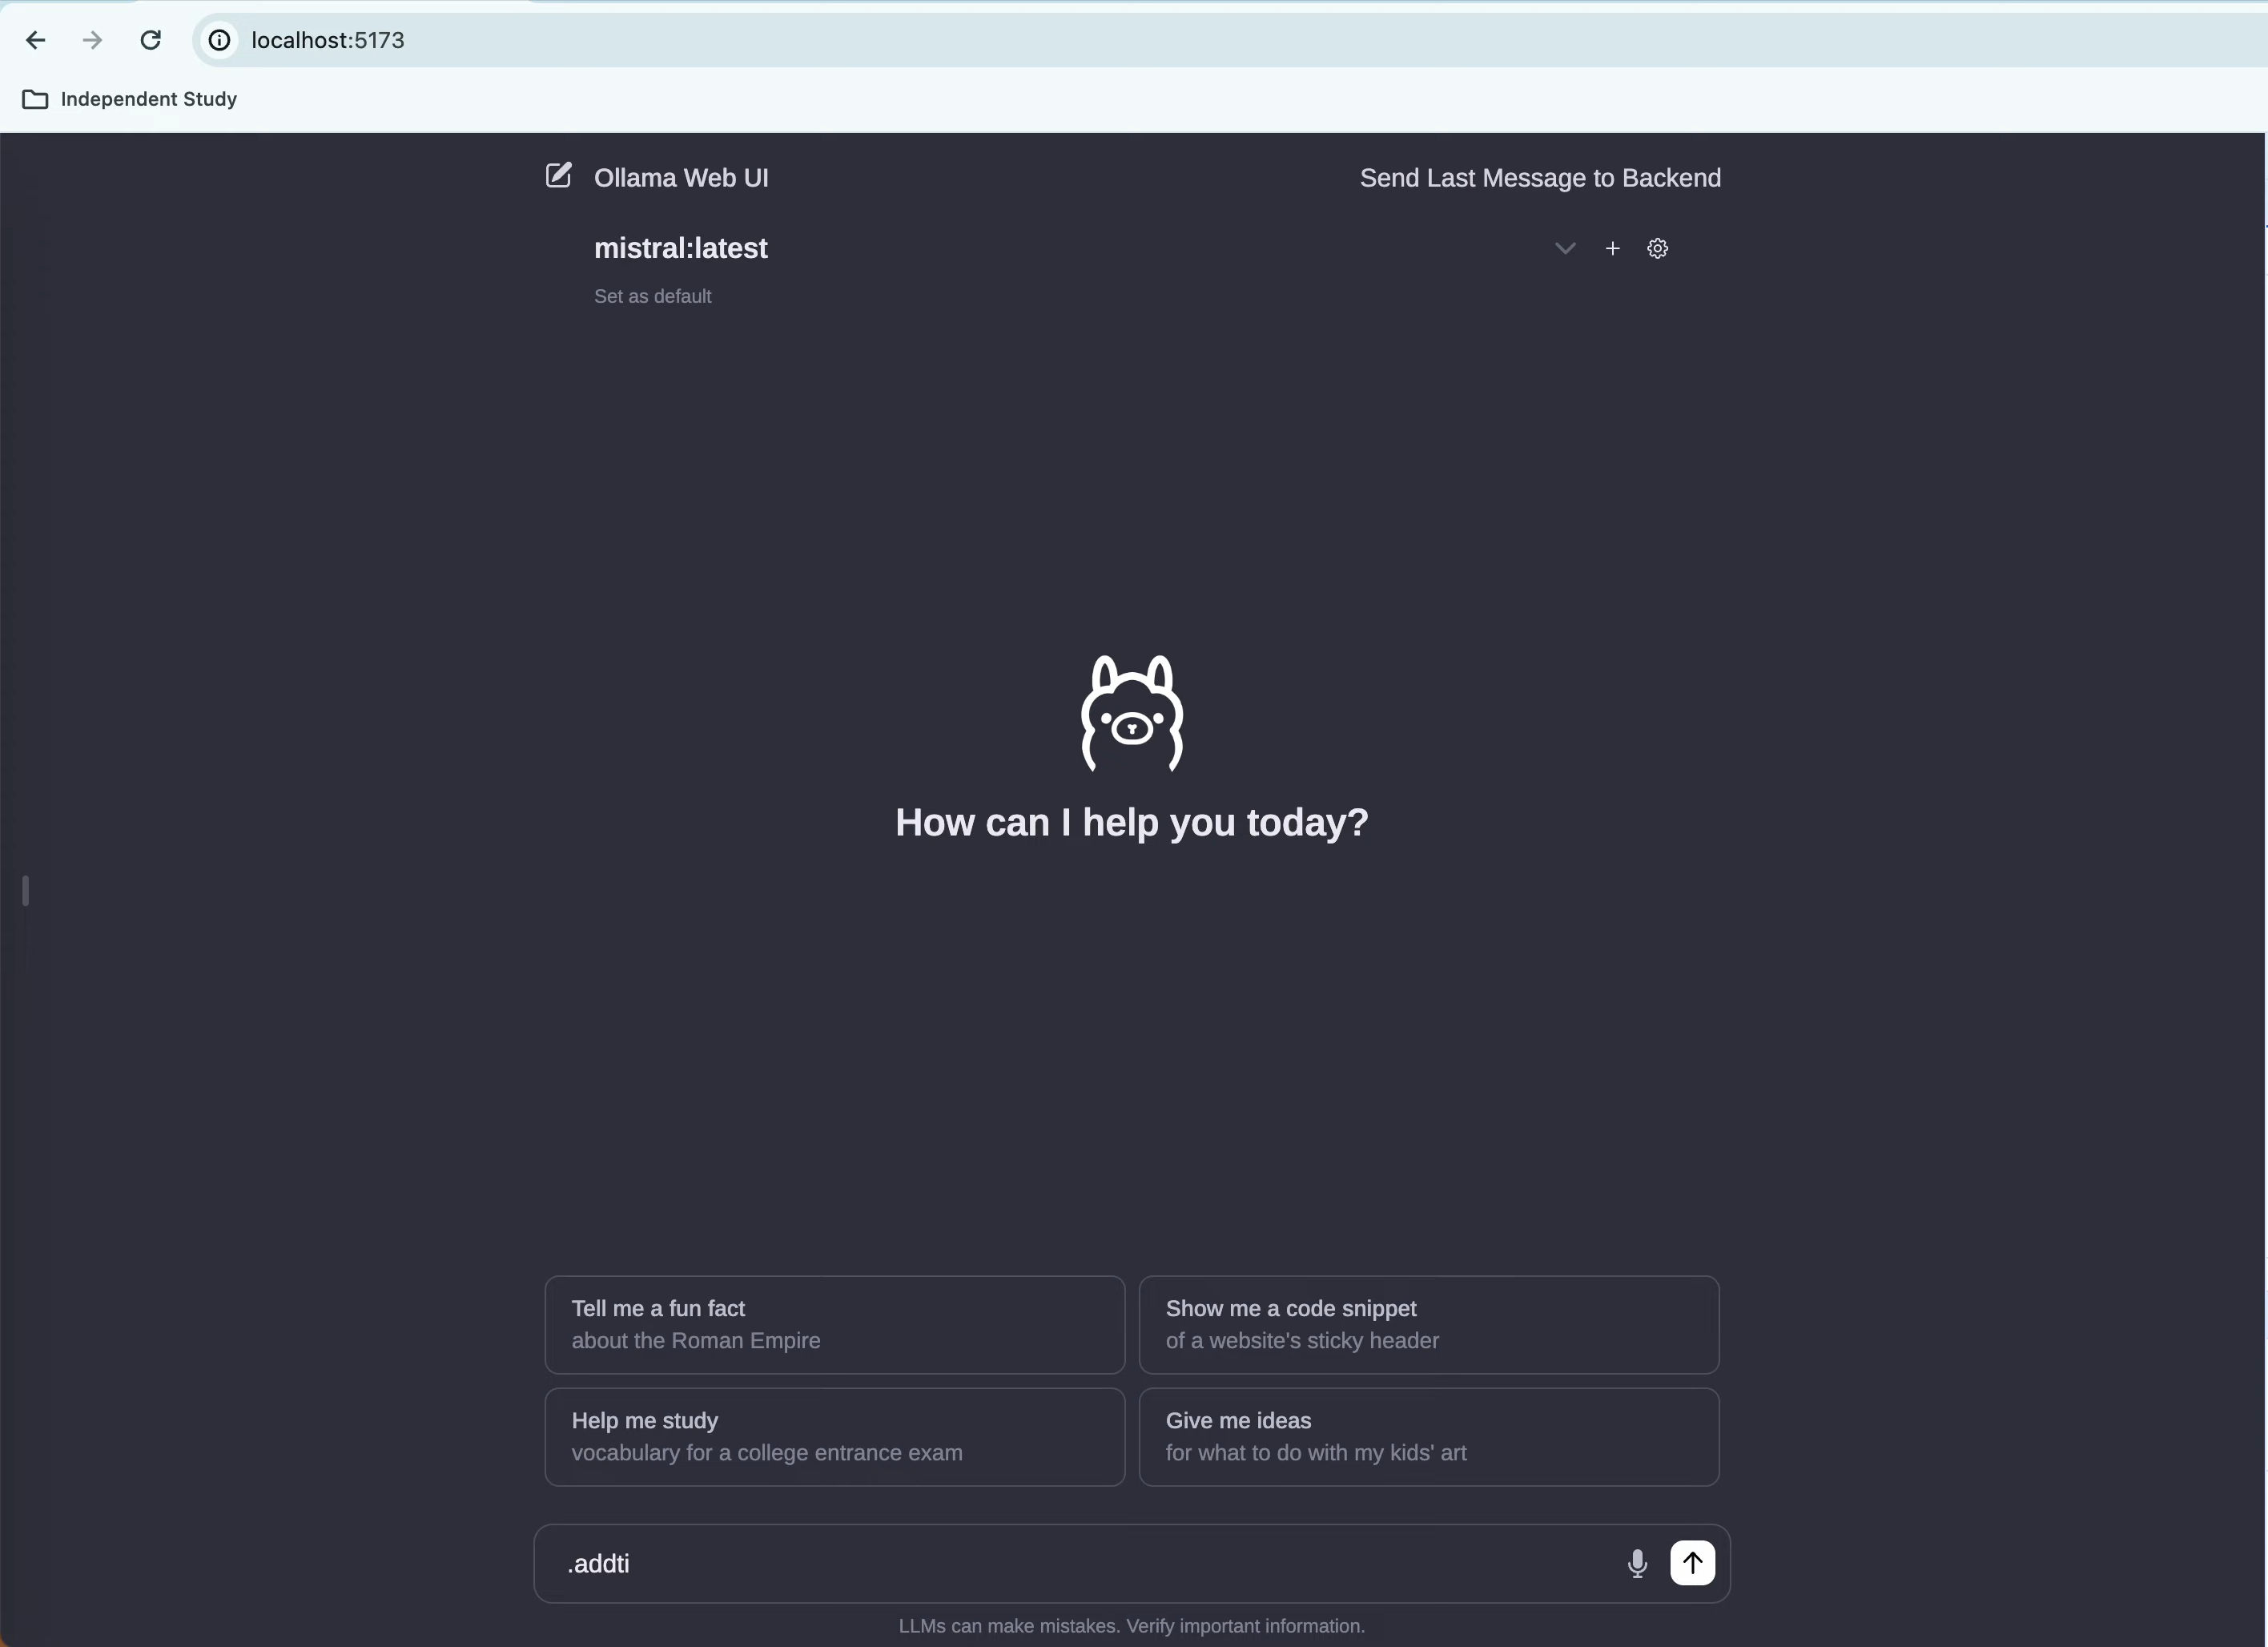 localhost:5173
Independent Study
Ollama Web UI
Send Last Message to Backend
mistral:latest
Set as default
How can I help you today?
Tell me a fun fact
about the Roman Empire
Show me a code snippet
of a website's sticky header
Help me study
vocabulary for a college entrance exam
Give me ideas
for what to do with my kids' art
.addti
LLMs can make mistakes. Verify important information.